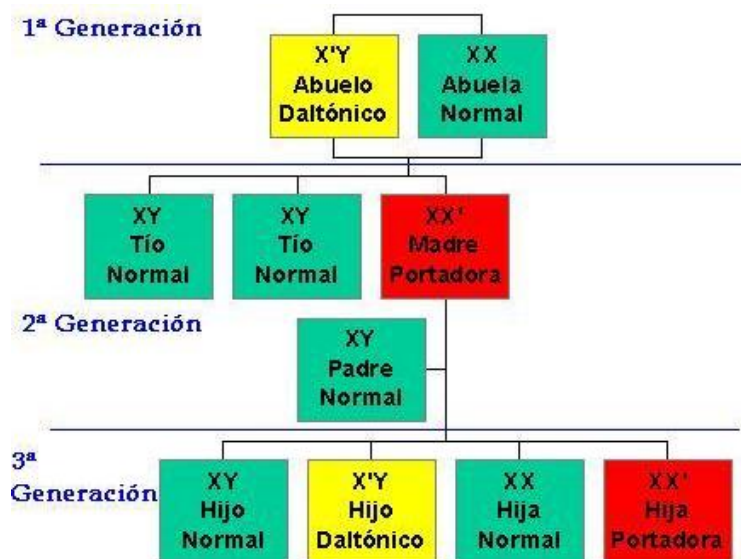 1ª Generación
X'Y
Abuelo
Daltónico
XX
Abuela
Normal
XY
Tío
Normal
XY
Tío
Normal
XX'
Madre
Portadora
2ª Generación
XY
Padre
Normal
3ª
Generación
XY
Hijo
Normal
X'Y
Hijo
Daltónico
XX
Hija
Normal
XX'
Hija
Portadora